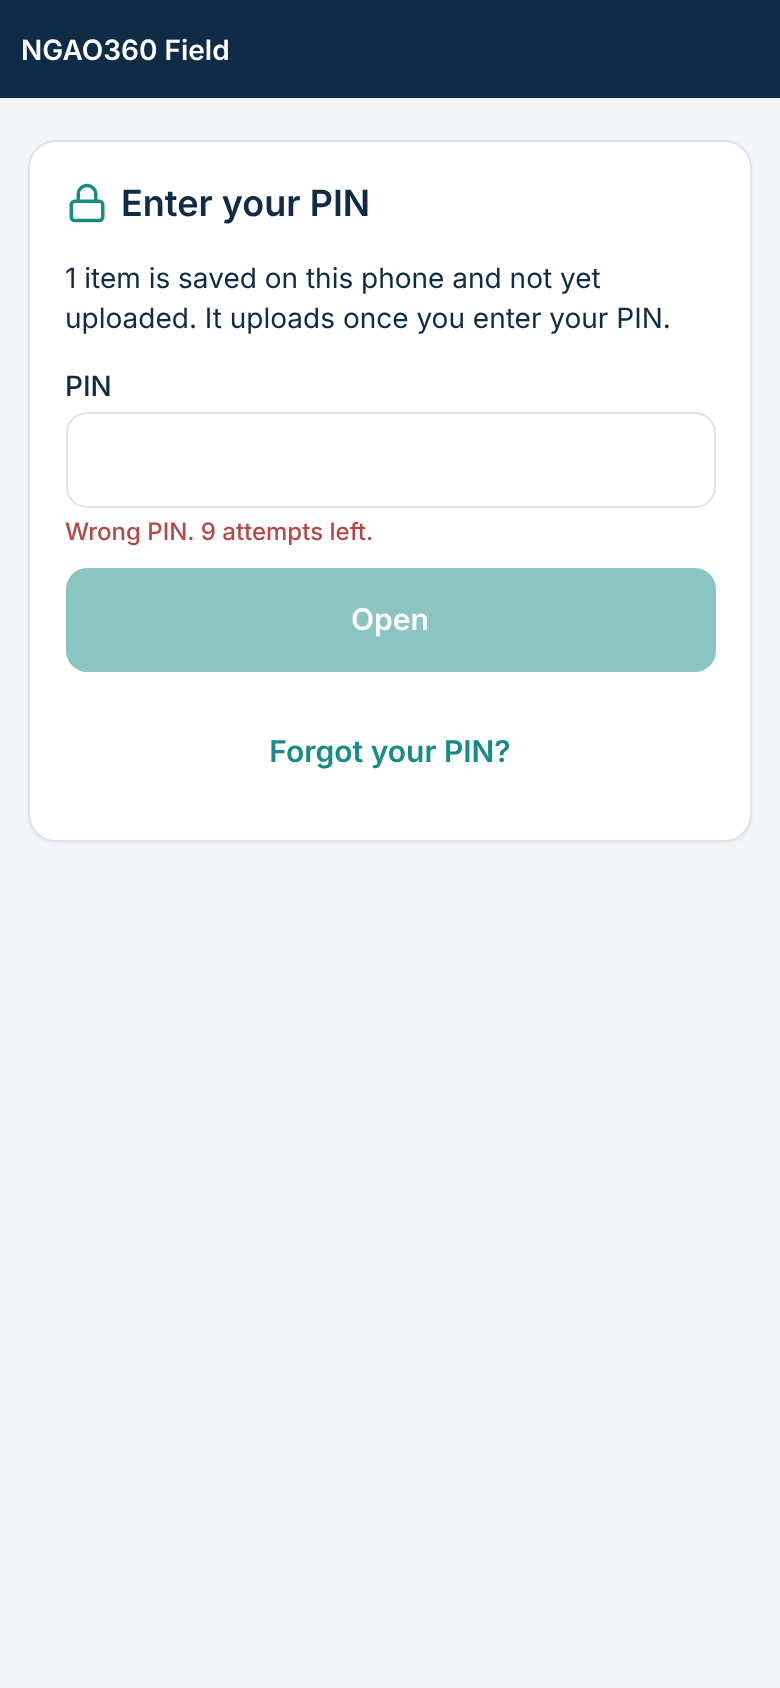 NGAO360 Field
Enter your PIN
1 item is saved on this phone and not yet
uploaded. It uploads once you enter your PIN.
PIN
Wrong PIN. 9 attempts left.
Open
Forgot your PIN?